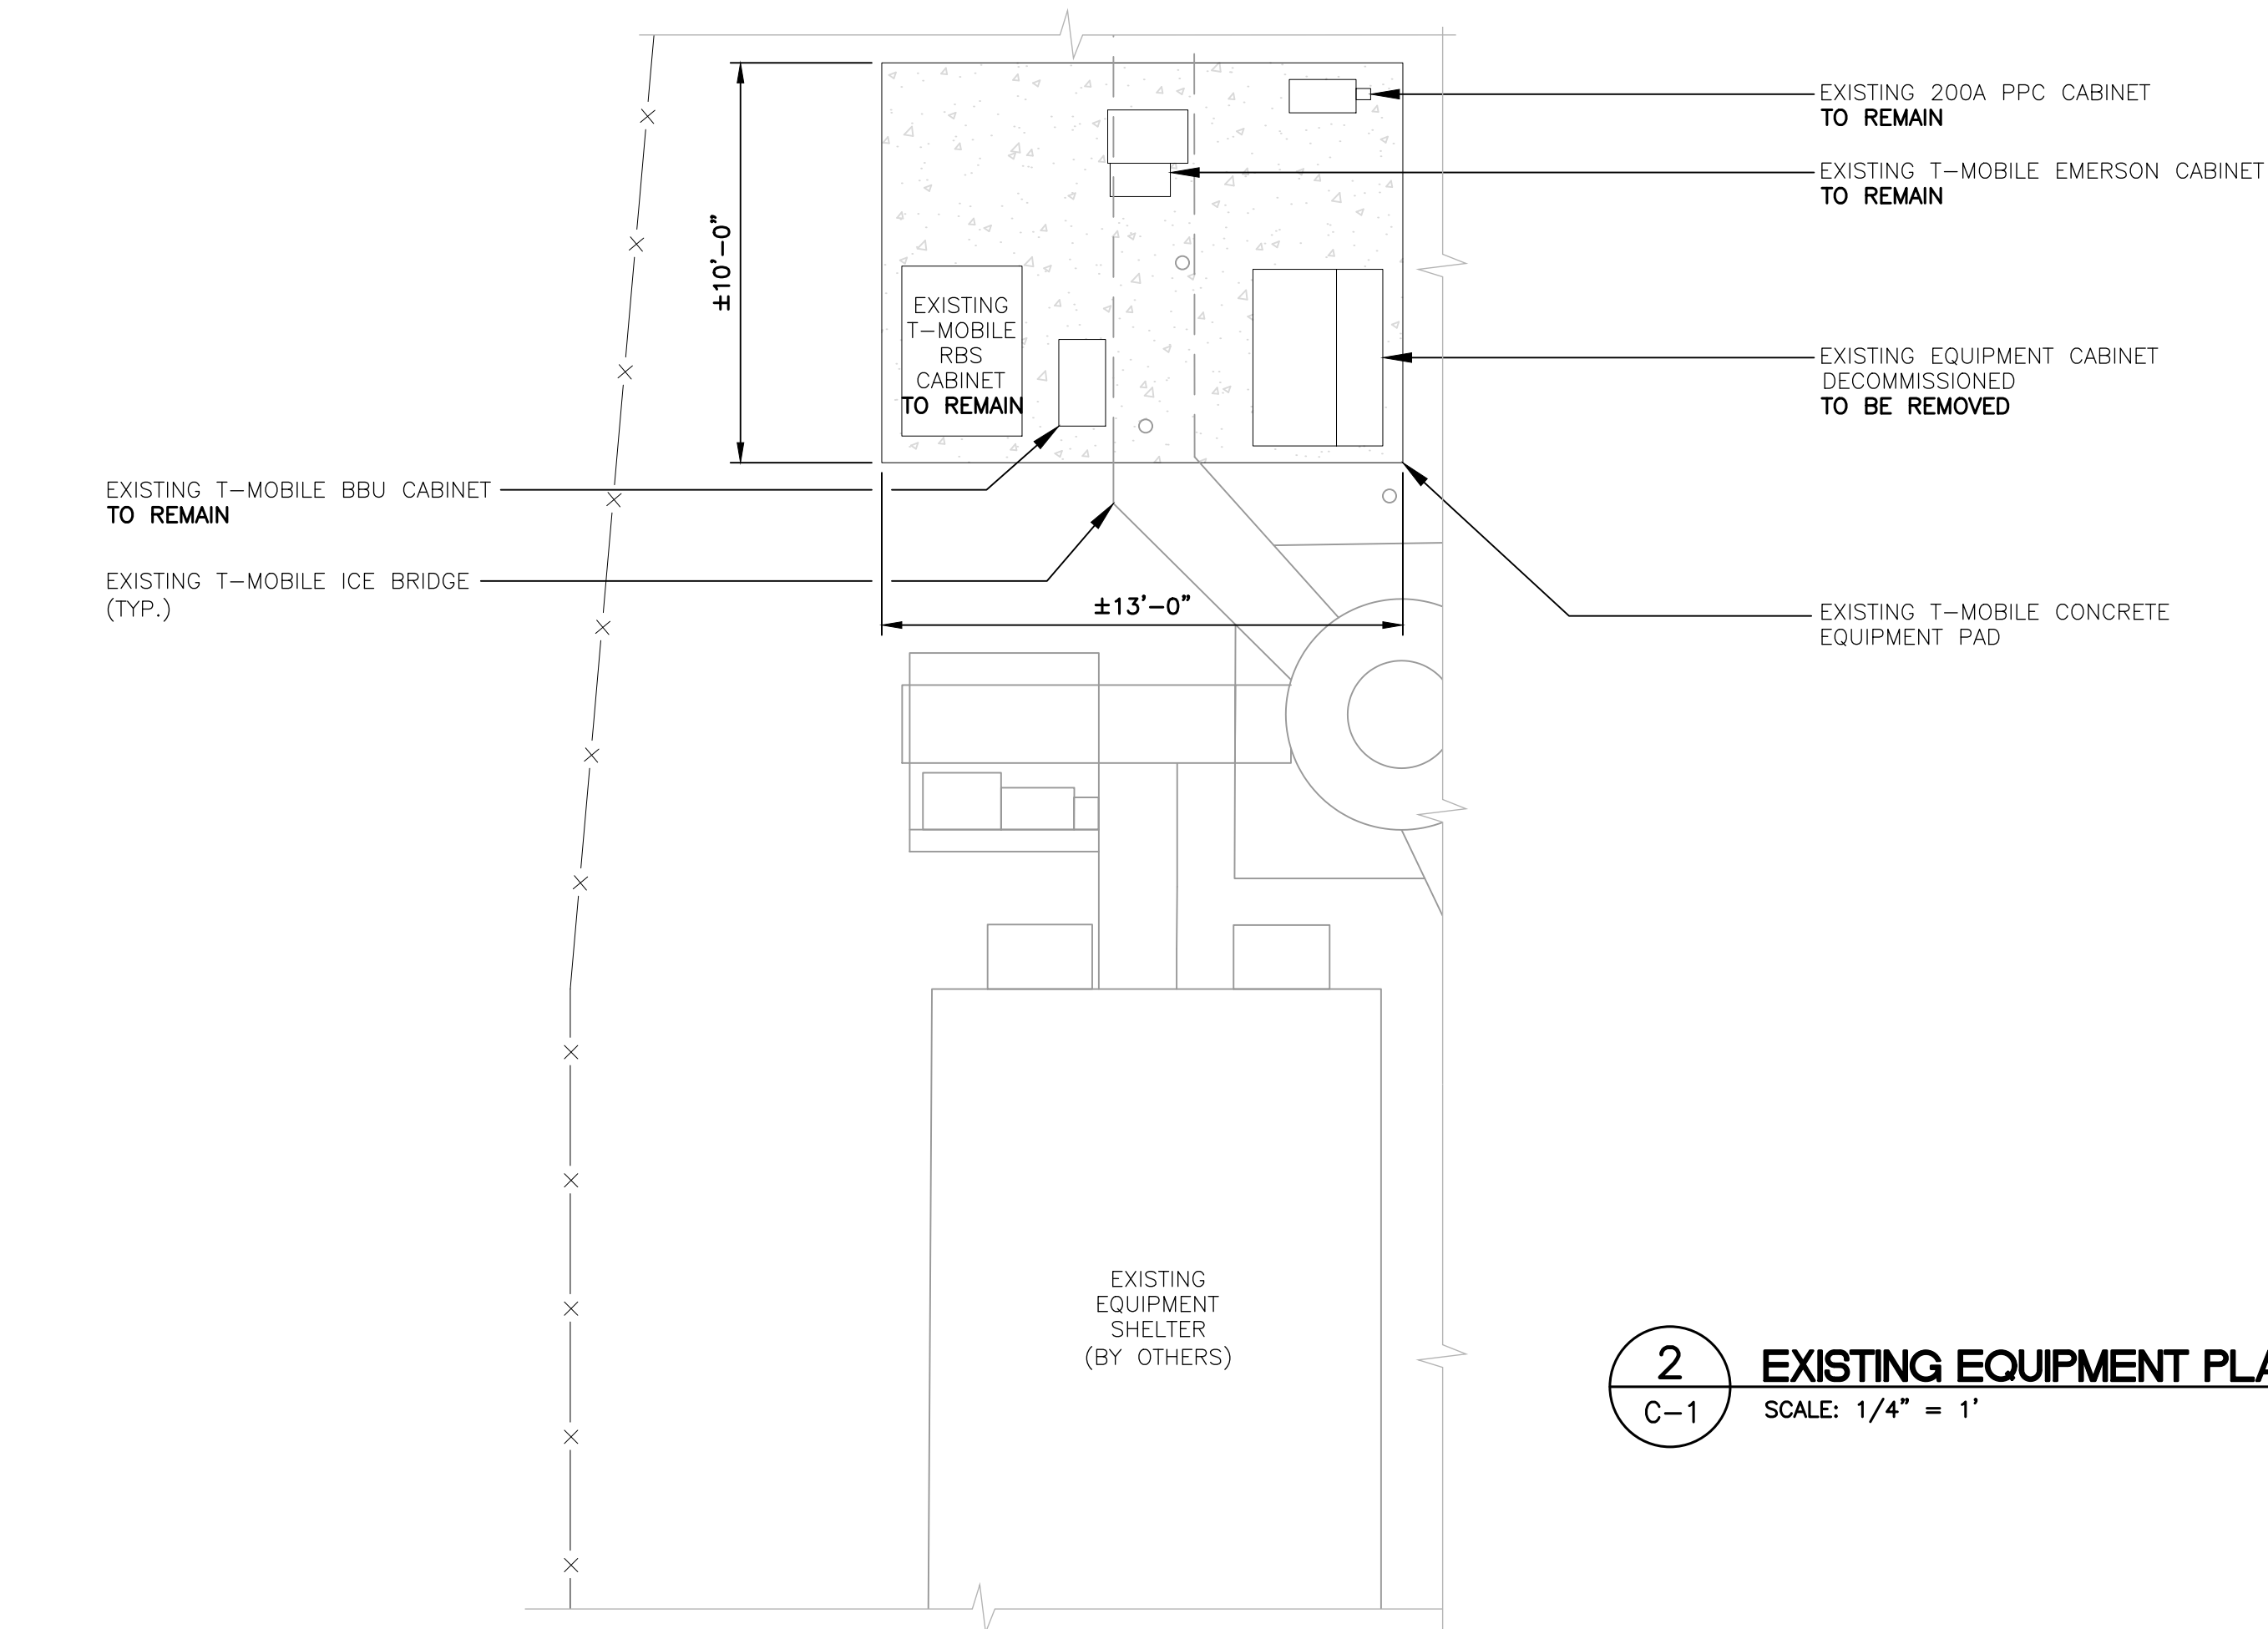 EXISTING 200A PPC CABINET
TO REMAIN
EXISTING T-MOBILE EMERSON CABINET
TO REMAIN
±10'-0"
EXISTING
T-MOBILE
RBS
CABINET
TO REMAIN
EXISTING EQUIPMENT CABINET
DECOMMISSIONED
TO BE REMOVED
EXISTING T-MOBILE BBU CABINET
TO REMAIN
EXISTING T-MOBILE ICE BRIDGE
(TYP.)
±13'-0"
EXISTING T-MOBILE CONCRETE
EQUIPMENT PAD
EXISTING
EQUIPMENT
SHELTER
(BY OTHERS)
2
C-1
EXISTING EQUIPMENT
SCALE: 1/4" = 1'